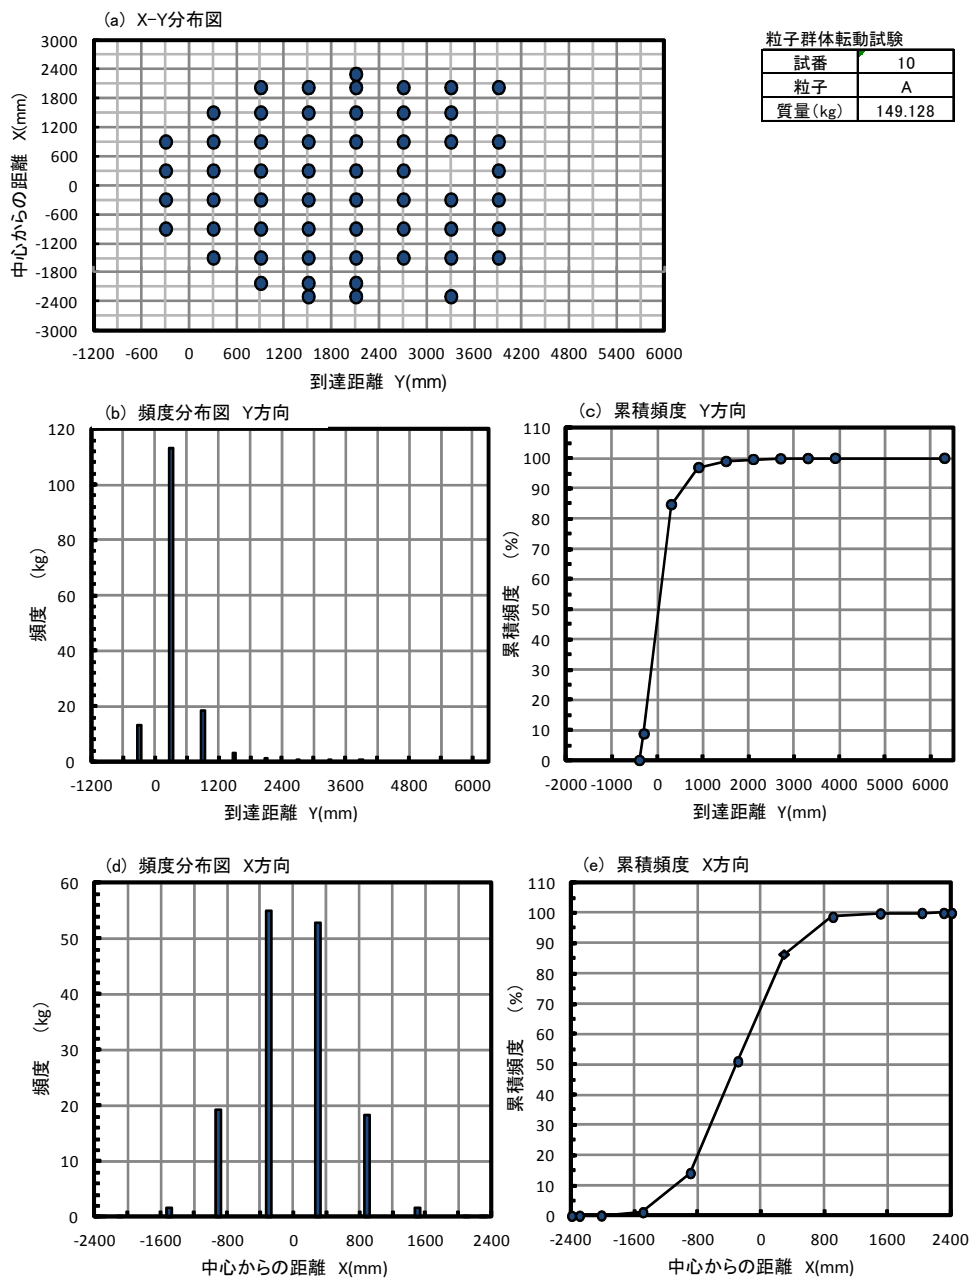 (a) X-Y分布図
3000
2400
1800
1200
600
0
-600
-1200
-1800
-2400
-3000
中心からの距離 X(mm)
-1200 -600 0 600 1200 1800 2400 3000 3600 4200 4800 5400 6000
到達距離 Y(mm)
粒子群体転動試験
試番 10
粒子 A
質量(kg) 149.128
(b) 頻度分布図 Y方向
120
100
80
60
40
20
0
頻度 (kg)
-1200 0 1200 2400 3600 4800 6000
到達距離 Y(mm)
(c) 累積頻度 Y方向
110
100
90
80
70
60
50
40
30
20
10
0
累積頻度 (%)
-2000 -1000 0 1000 2000 3000 4000 5000 6000
到達距離 Y(mm)
(d) 頻度分布図 X方向
60
50
40
30
20
10
0
頻度 (kg)
-2400 -1600 -800 0 800 1600 2400
中心からの距離 X(mm)
(e) 累積頻度 X方向
110
100
90
80
70
60
50
40
30
20
10
0
累積頻度 (%)
-2400 -1600 -800 0 800 1600 2400
中心からの距離 X(mm)